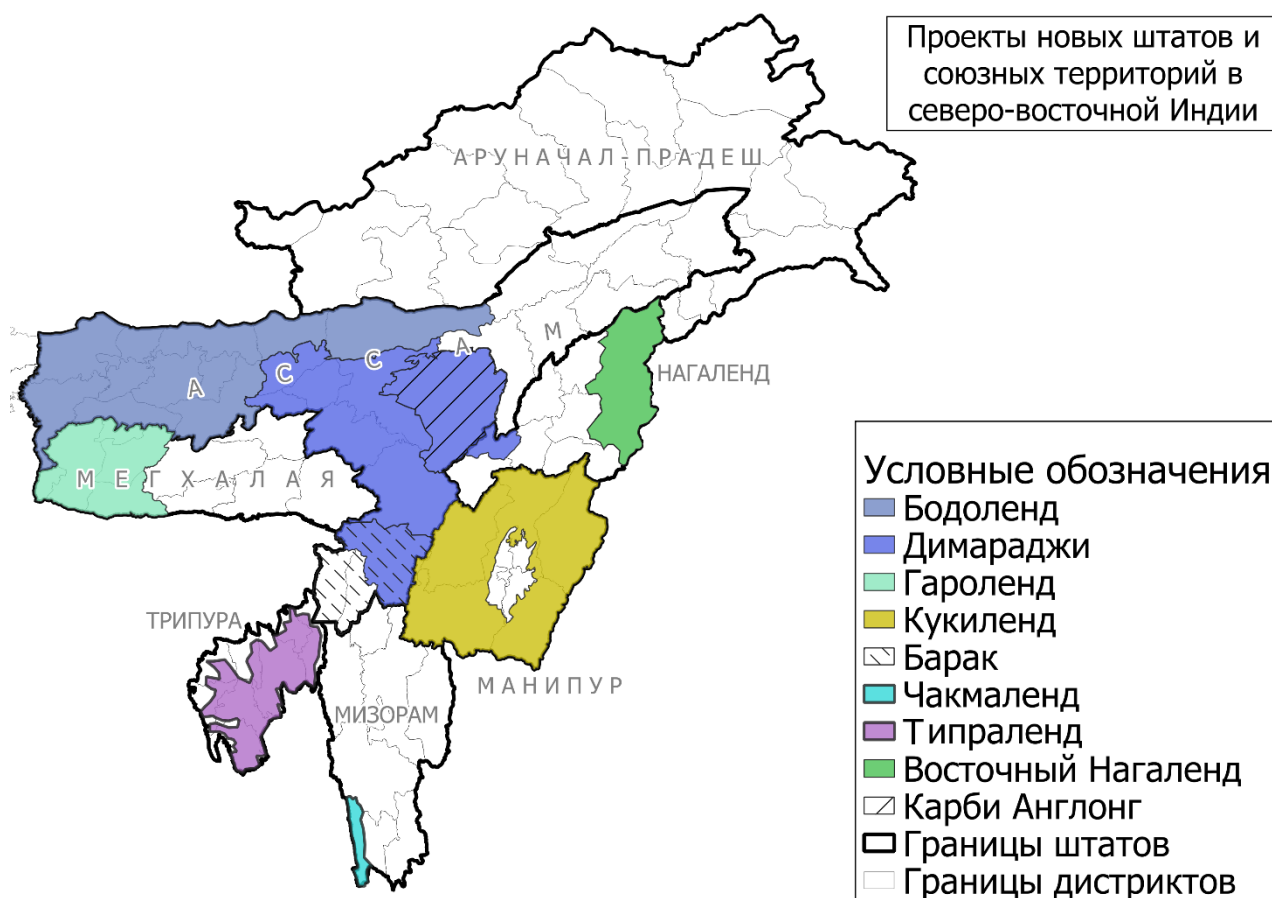 Проекты новых штатов и
союзных территорий в
северо-восточной Индии
АРУНАЧАЛ-ПРАДЕШ
АССАМ
НАГАЛЕНД
МЕГХАЛАЯ
ТРИПУРА
МАНИПУР
МИЗОРАМ
Условные обозначения
Бодоленд
Димараджи
Гароленд
Кукиленд
Барак
Чакмаленд
Типраленд
Восточный Нагаленд
Карби Англонг
Границы штатов
Границы дистриктов